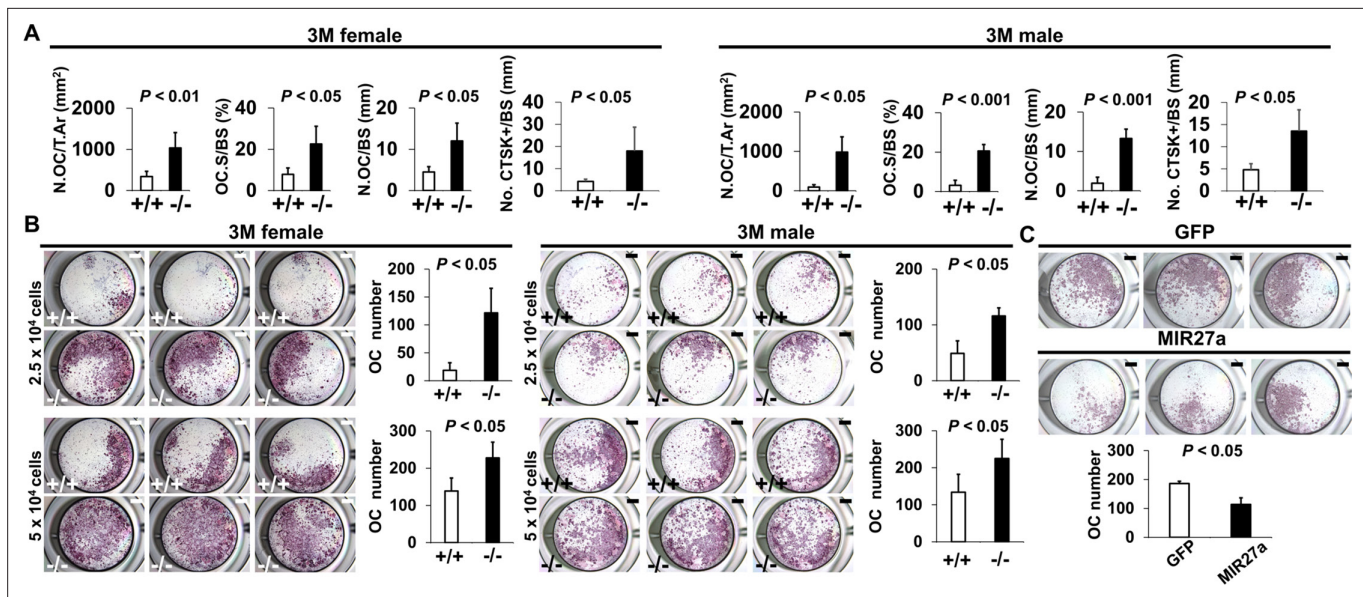 A
3M female
3M male
N.OC/T.Ar (mm²)
2000
1000
0
P < 0.01
+/+ -/-
OC.S/BS (%)
40
20
0
P < 0.05
+/+ -/-
N.OC/BS (mm)
40
20
0
P < 0.05
+/+ -/-
No. CTSK+/BS (mm)
40
30
20
10
0
P < 0.05
+/+ -/-
N.OC/T.Ar (mm²)
2000
1000
0
P < 0.05
+/+ -/-
OC.S/BS (%)
40
20
0
P < 0.001
+/+ -/-
N.OC/BS (mm)
20
10
0
P < 0.001
+/+ -/-
No. CTSK+/BS (mm)
20
15
10
5
0
P < 0.05
+/+ -/-
B
3M female
2.5 x 10⁴ cells
+/+
-/-
OC number
200
150
100
50
0
P < 0.05
+/+ -/-
5 x 10⁴ cells
+/+
-/-
OC number
300
200
100
0
P < 0.05
+/+ -/-
3M male
2.5 x 10⁴ cells
+/+
-/-
OC number
200
100
0
P < 0.05
+/+ -/-
5 x 10⁴ cells
+/+
-/-
OC number
300
200
100
0
P < 0.05
+/+ -/-
C
GFP
MIR27a
OC number
300
200
100
0
P < 0.05
GFP
MIR27a